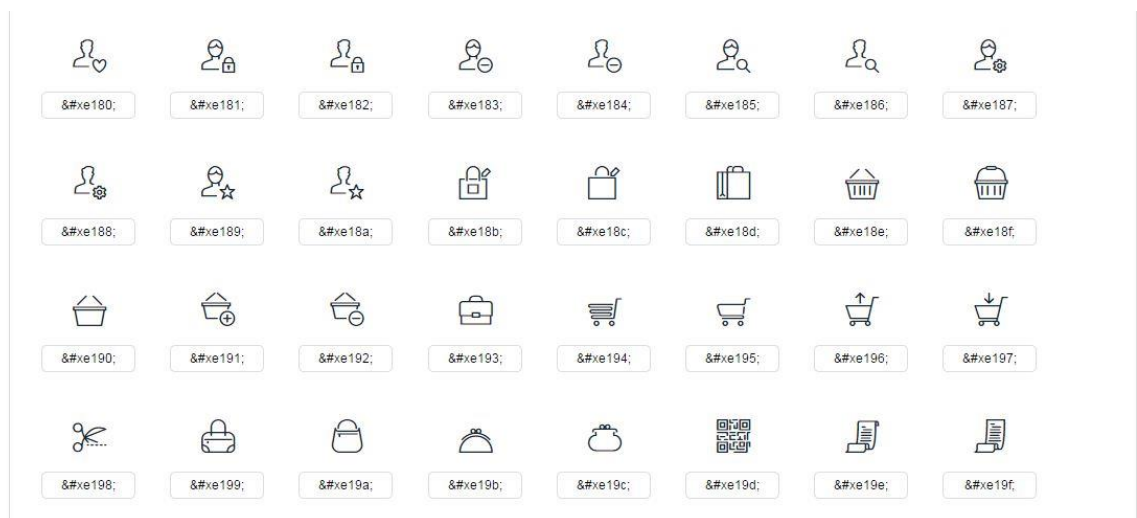 &#xe180; &#xe181; &#xe182; &#xe183; &#xe184; &#xe185; &#xe186; &#xe187;
&#xe188; &#xe189; &#xe18a; &#xe18b; &#xe18c; &#xe18d; &#xe18e; &#xe18f;
&#xe190; &#xe191; &#xe192; &#xe193; &#xe194; &#xe195; &#xe196; &#xe197;
&#xe198; &#xe199; &#xe19a; &#xe19b; &#xe19c; &#xe19d; &#xe19e; &#xe19f;